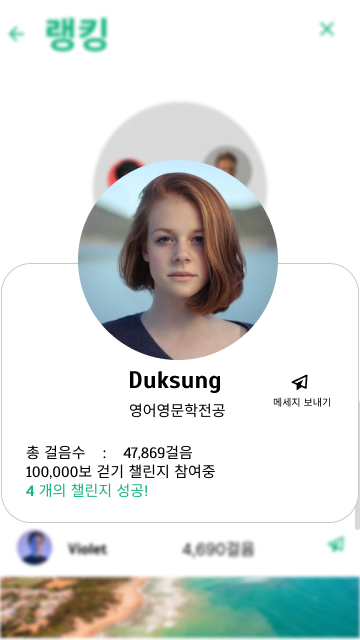 랭킹
Duksung
영어영문학전공
메세지 보내기
총 걸음수 : 47,869걸음
100,000보 걷기 챌린지 참여중
4 개의 챌린지 성공!
Violet 4,690걸음